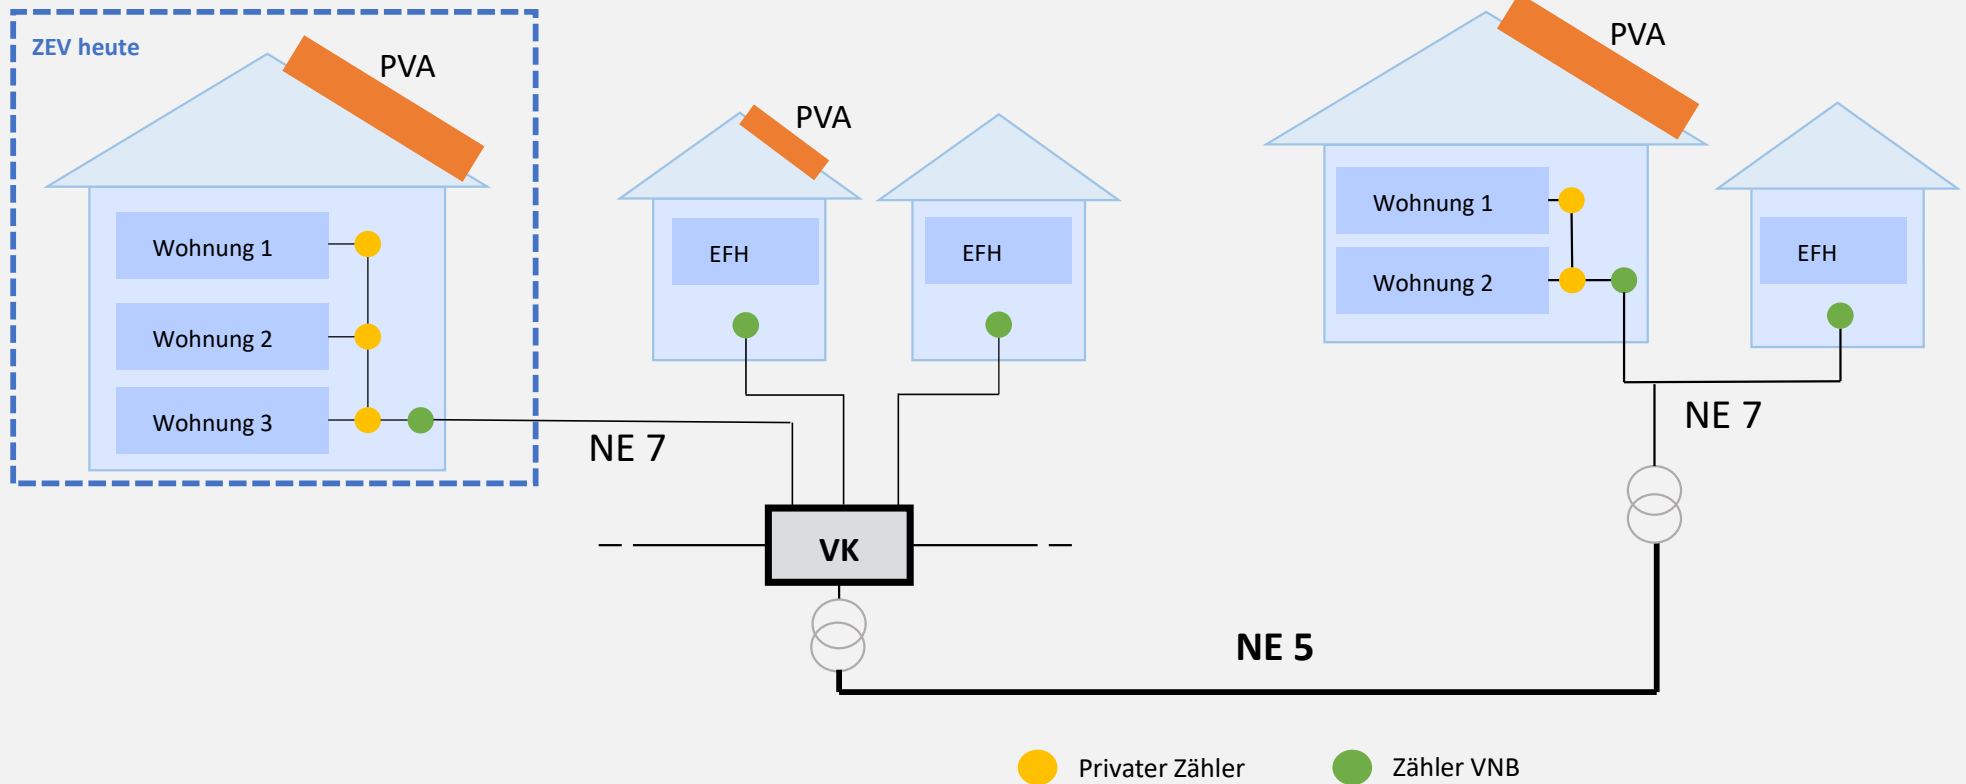 ZEV heute
PVA
Wohnung 1
Wohnung 2
Wohnung 3
NE 7
PVA
EFH
EFH
VK
PVA
Wohnung 1
Wohnung 2
EFH
NE 7
NE 5
Privater Zähler
Zähler VNB